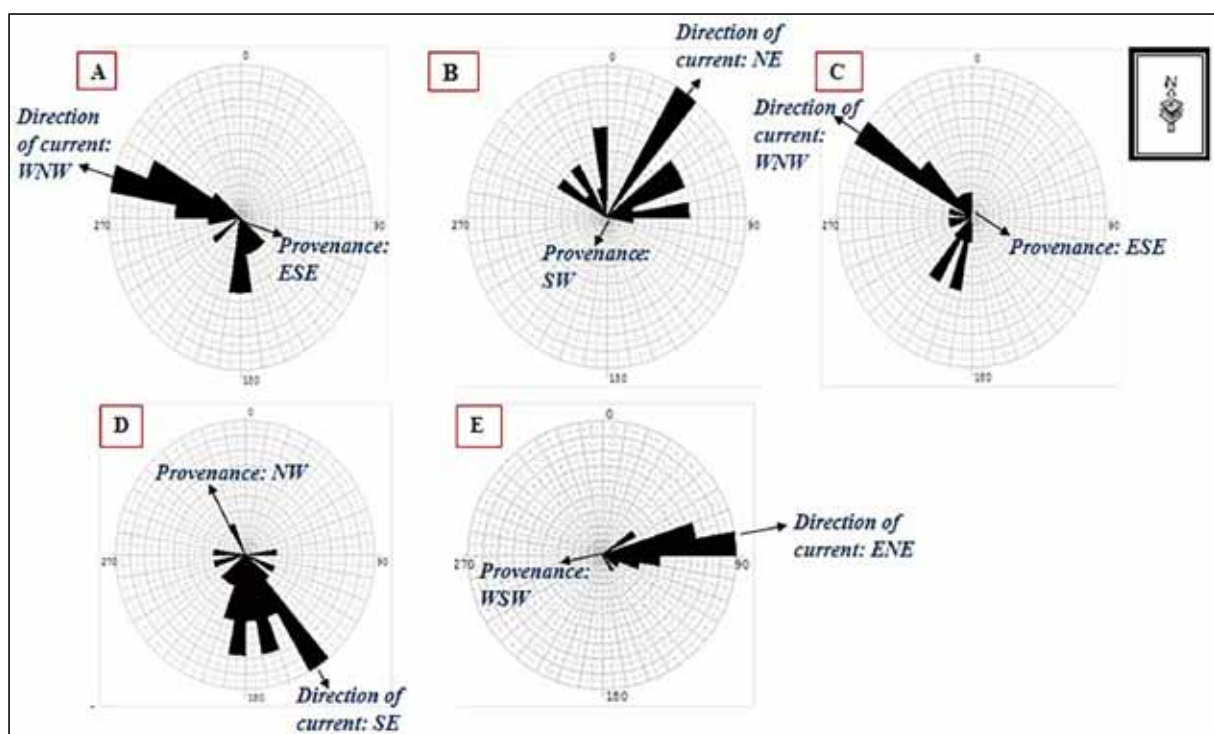 A
0
Direction
of current:
WNW
270
90
Provenance:
ESE
180
B
0
Direction of
current: NE
270
90
Provenance:
SW
180
C
0
Direction of
current:
WNW
270
90
Provenance: ESE
180
N
D
0
Provenance: NW
270
90
180
Direction of
current: SE
E
0
Direction of
current: ENE
270
90
Provenance:
WSW
180